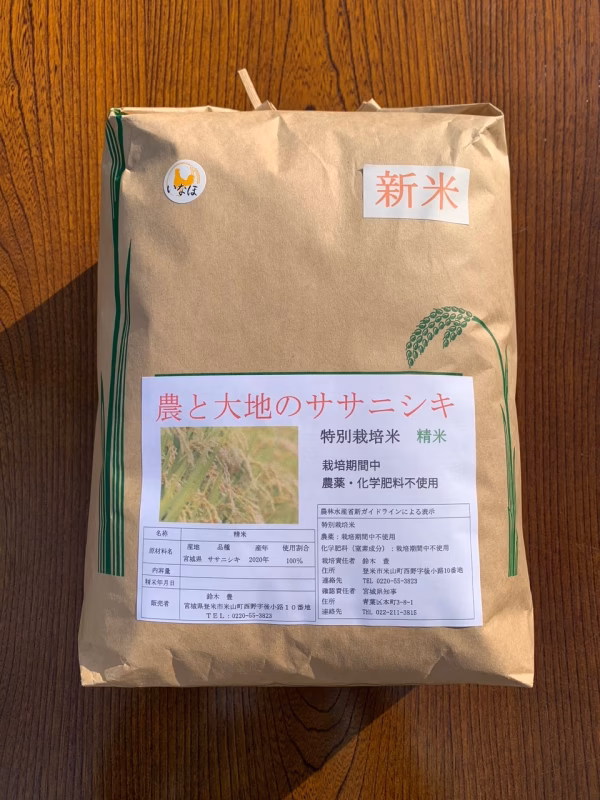 いなほ
新米
農と大地のササニシキ
特別栽培米 精米
栽培期間中
農薬・化学肥料不使用
名称 精米
原材料名 産地 品種 産年 使用割合
宮城県 ササニシキ 2020年 100%
内容量
精米年月日
販売者 鈴木 豊
宮城県登米市米山町西野字後小路10番地
TEL:0220-55-3823
農林水産省新ガイドラインによる表示
特別栽培米
農薬:栽培期間中不使用
化学肥料(窒素成分):栽培期間中不使用
栽培責任者 鈴木 豊
住所 登米市米山町西野字後小路10番地
連絡先 TEL 0220-55-3823
確認責任者 宮城県知事
住所 青葉区本町3-8-1
連絡先 TEL 022-211-2815